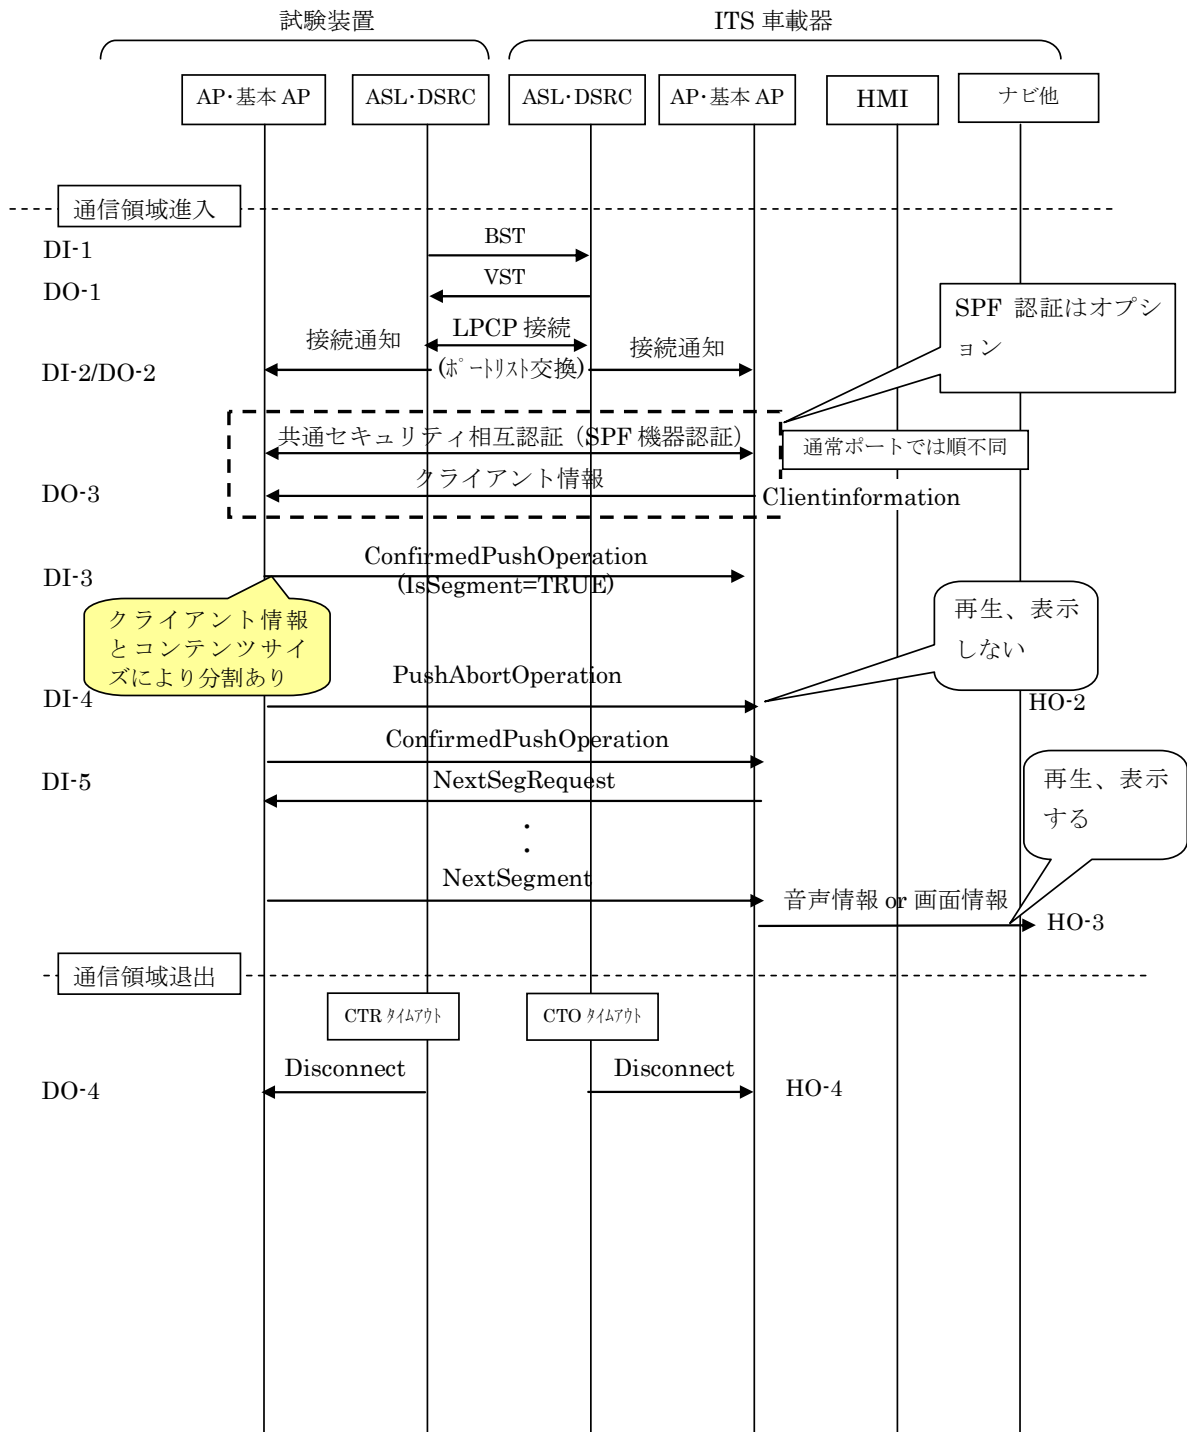 試験装置
ITS 車載器
AP･基本 AP
ASL･DSRC
ASL･DSRC
AP･基本 AP
HMI
ナビ他
通信領域進入
DI-1
BST
DO-1
VST
SPF 認証はオプシ
ョン
接続通知
LPCP 接続
接続通知
DI-2/DO-2
(ﾎﾟｰﾄﾘｽﾄ交換)
共通セキュリティ相互認証（SPF 機器認証）
通常ポートでは順不同
クライアント情報
DO-3
Clientinformation
ConfirmedPushOperation
DI-3
(IsSegment=TRUE)
クライアント情報
とコンテンツサイ
ズにより分割あり
再生、表示
しない
PushAbortOperation
DI-4
HO-2
ConfirmedPushOperation
DI-5
NextSegRequest
再生、表示
する
：
NextSegment
音声情報 or 画面情報
HO-3
通信領域退出
CTR ﾀｲﾑｱｳﾄ
CTO ﾀｲﾑｱｳﾄ
Disconnect
Disconnect
DO-4
HO-4